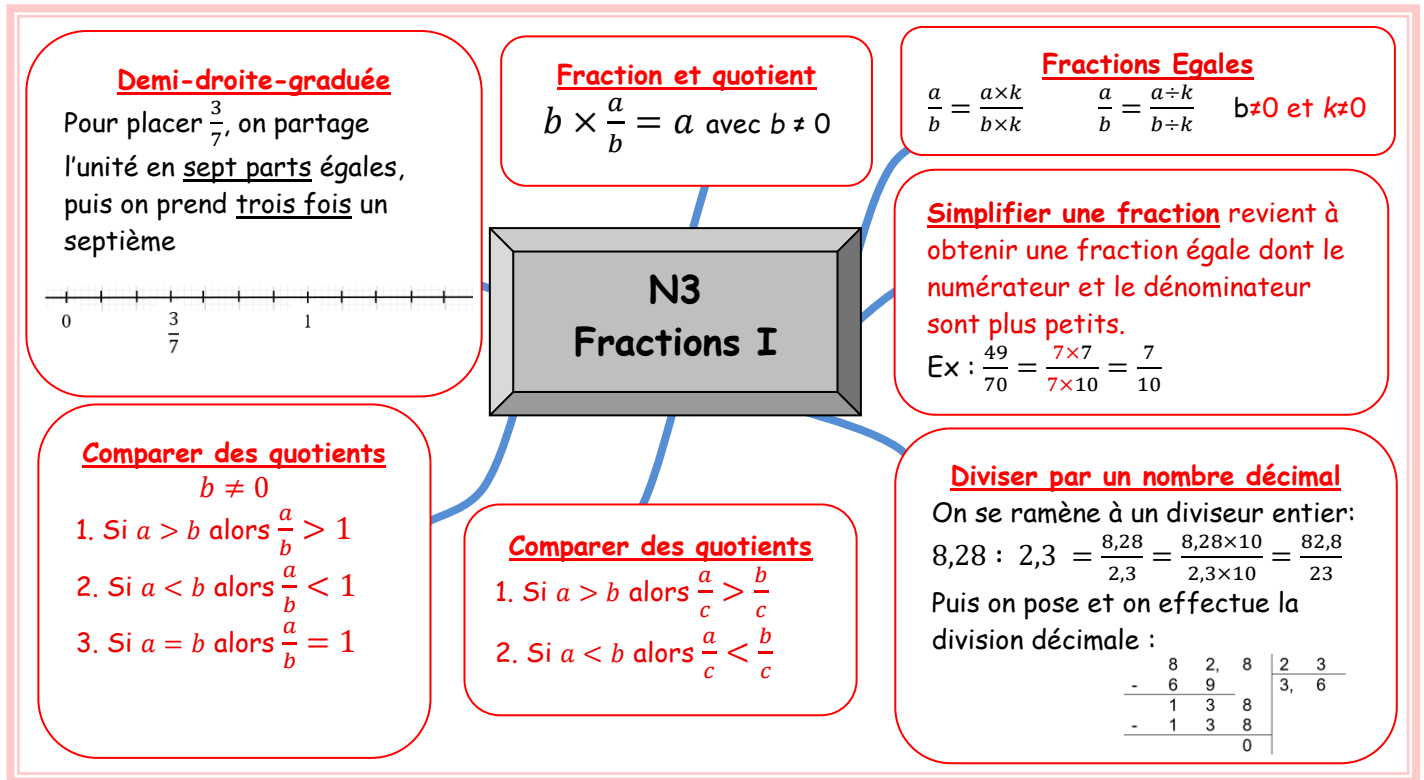 Demi-droite-graduée
Pour placer 3/7, on partage
l'unité en sept parts égales,
puis on prend trois fois un
septième
0 3/7 1
Fraction et quotient
b × a/b = a avec b ≠ 0
Fractions Egales
a/b = a×k/b×k a/b = a÷k/b÷k b≠0 et k≠0
N3
Fractions I
Simplifier une fraction revient à
obtenir une fraction égale dont le
numérateur et le dénominateur
sont plus petits.
Ex : 49/70 = 7×7/7×10 = 7/10
Comparer des quotients
b ≠ 0
1. Si a > b alors a/b > 1
2. Si a < b alors a/b < 1
3. Si a = b alors a/b = 1
Comparer des quotients
1. Si a > b alors a/c > b/c
2. Si a < b alors a/c < b/c
Diviser par un nombre décimal
On se ramène à un diviseur entier:
8,28 : 2,3 = 8,28/2,3 = 8,28×10/2,3×10 = 82,8/23
Puis on pose et on effectue la
division décimale :
8 2, 8 2 3
- 6 9 3, 6
1 3 8
- 1 3 8
0